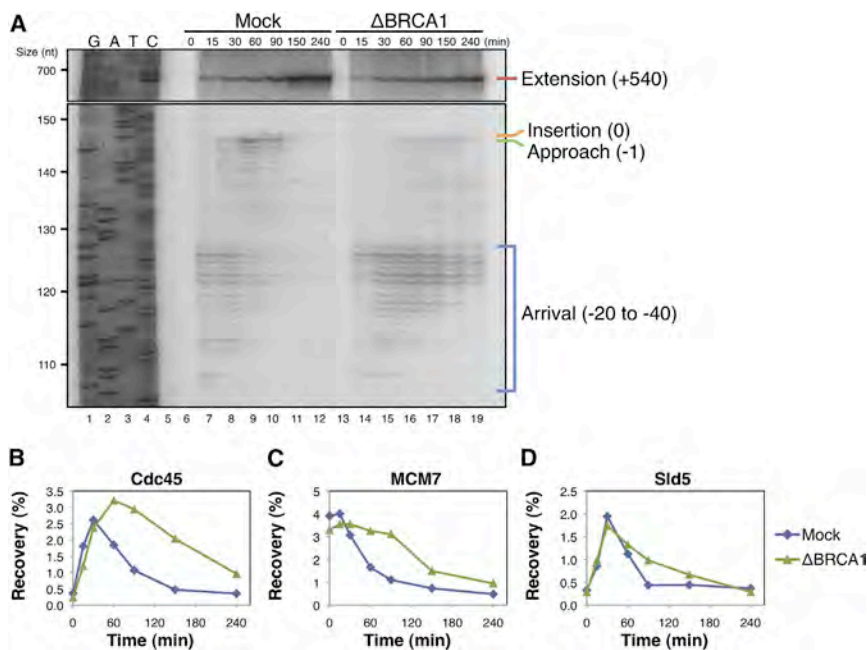 A
Mock ΔBRCA1
G A T C
Size (nt) 0 15 30 60 90 150 240 0 15 30 60 90 150 240 (min)
700
Extension (+540)
150
Insertion (0)
Approach (-1)
140
130
120
Arrival (-20 to -40)
110
1 2 3 4 5 6 7 8 9 10 11 12 13 14 15 16 17 18 19
B
Cdc45
Recovery (%)
3.5
3.0
2.5
2.0
1.5
1.0
0.5
0.0
0 60 120 180 240
Time (min)
C
MCM7
Recovery (%)
5
4
3
2
1
0
0 60 120 180 240
Time (min)
D
Sld5
Recovery (%)
2.5
2.0
1.5
1.0
0.5
0.0
0 60 120 180 240
Time (min)
Mock
ΔBRCA1